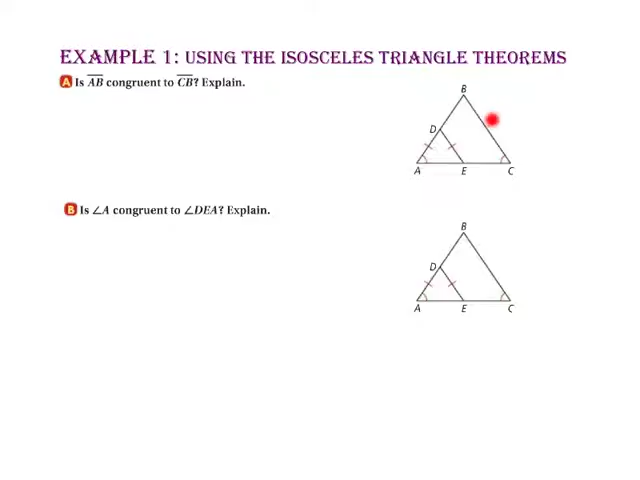 EXAMPLE 1: USING THE ISOSCELES TRIANGLE THEOREMS
A Is AB congruent to CB? Explain.
B
D
A E C
B Is ∠A congruent to ∠DEA? Explain.
B
D
A E C